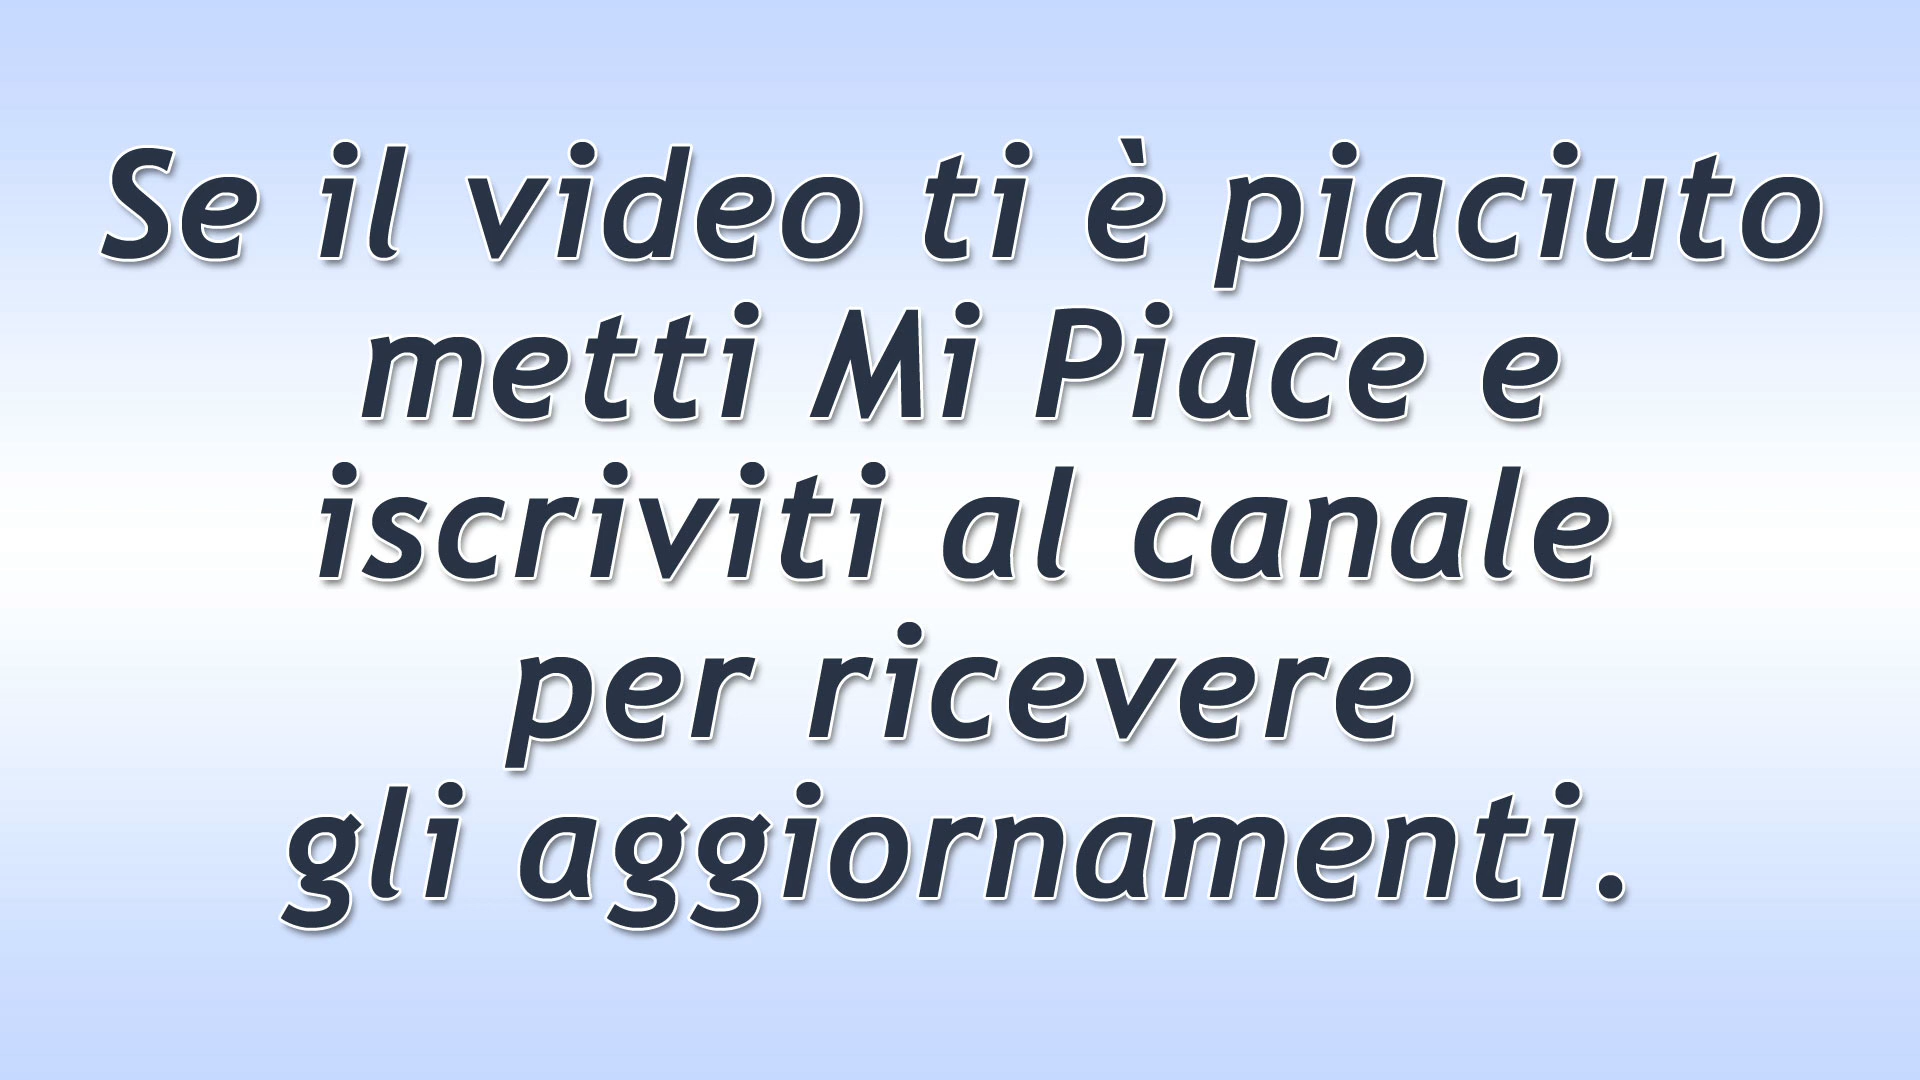 Se il video ti è piaciuto
metti Mi Piace e
iscriviti al canale
per ricevere
gli aggiornamenti.